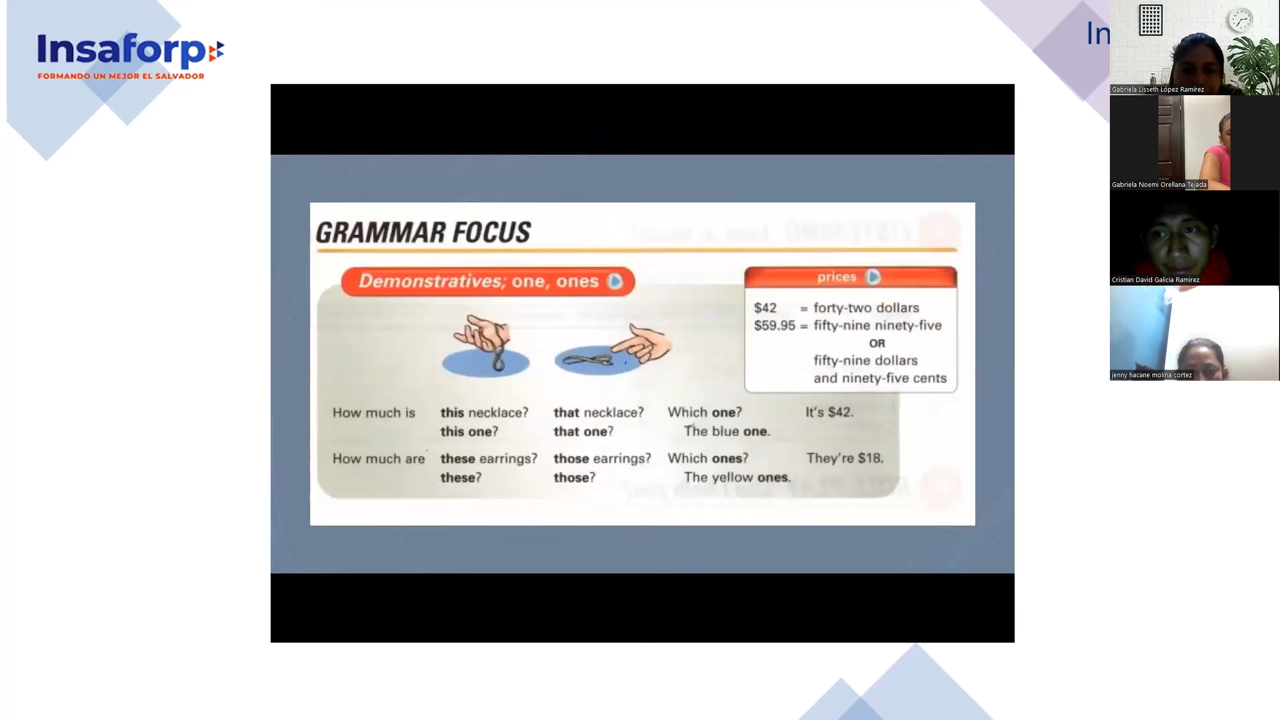 Insaforp
FORMANDO UN MEJOR EL SALVADOR
In
GRAMMAR FOCUS
Demonstratives; one, ones
prices
$42 = forty-two dollars
$59.95 = fifty-nine ninety-five
OR
fifty-nine dollars
and ninety-five cents
How much is this necklace? that necklace? Which one? It's $42.
this one? that one? The blue one.
How much are these earrings? those earrings? Which ones? They're $18.
these? those? The yellow ones.
Gabriela Lisseth López Ramírez
Gabriela Noemi Orellana Tejada
Cristian David Galicia Ramirez
jenny hacane molina cortez